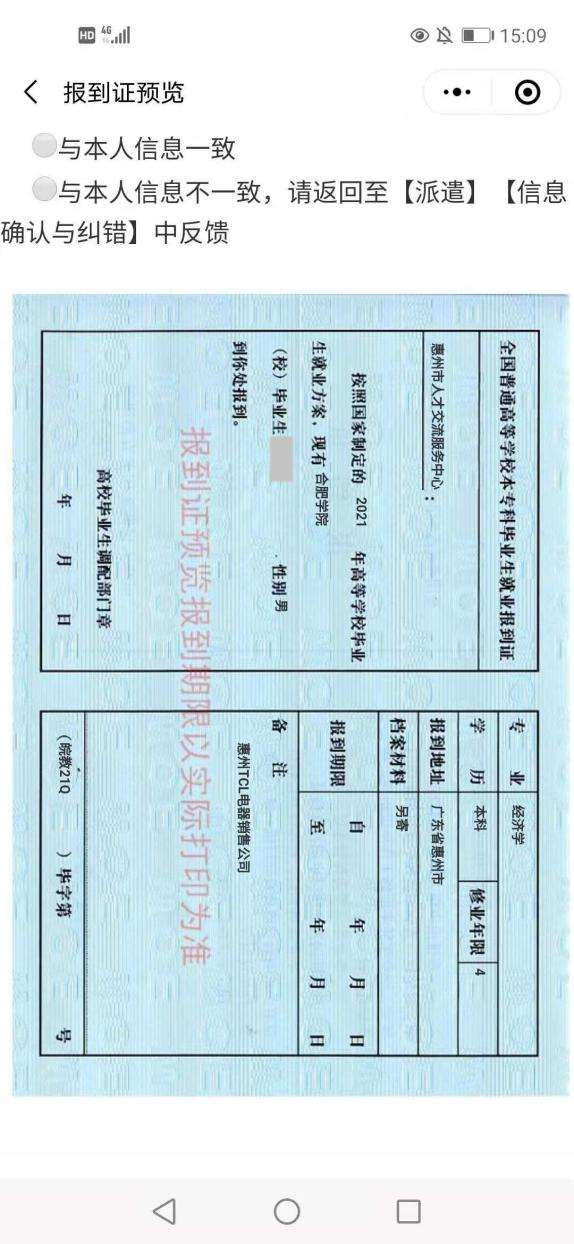 HD 4G 15:09
报到证预览
与本人信息一致
与本人信息不一致，请返回至【派遣】【信息
确认与纠错】中反馈
全国普通高等学校本专科毕业生就业报到证
惠州市人才交流服务中心：
按照国家制定的 2021 年高等学校毕业
生就业方案，现有 合肥学院
（校）毕业生 . 性别 男
到你处报到。
高校毕业生调配部门章
年 月 日
专 业 经济学
学 历 本科 修业年限 4
报到地址 广东省惠州市
档案材料 另寄
报到期限 自 年 月 日
至 年 月 日
备 注
惠州TCL电器销售公司
（皖教21Q ）毕字第 号
报到证预览报到期限以实际打印为准